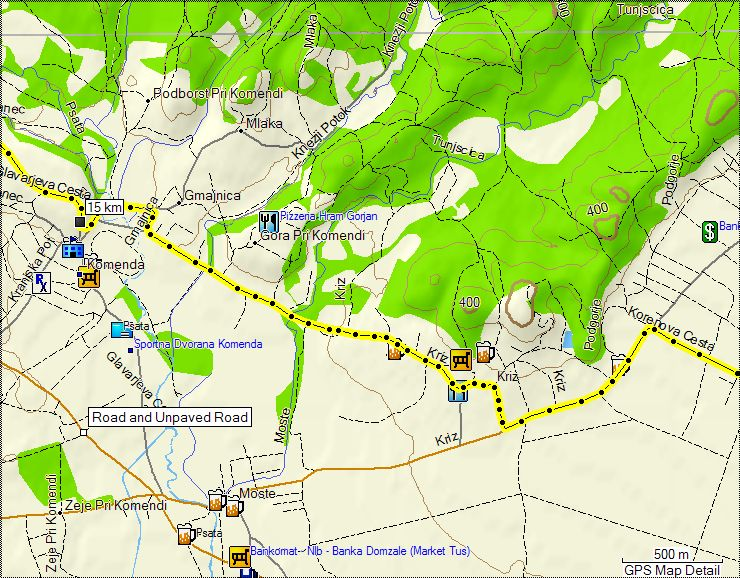 Tunjscica
400
Mlaka
Knezji Potok
Podborst Pri Komendi
Psata
Mlaka
Knezji Potok
Tunjscica
Podgorje
Glavarjeva Cesta
15 km
Gmajnica
Gmajnica
Pizzeria Hram Gorjan
Gora Pri Komendi
400
Komenda
Kriz
400
Podgorje
Korenova Cesta
Psata
Sportna Dvorana Komenda
Kriz
Kriz
Kriz
Road and Unpaved Road
Moste
Kriz
Moste
Zeje Pri Komendi
Zeje Pri Komendi
Psata
Bankomat - Nlb - Banka Domzale (Market Tus)
500 m
GPS Map Detail